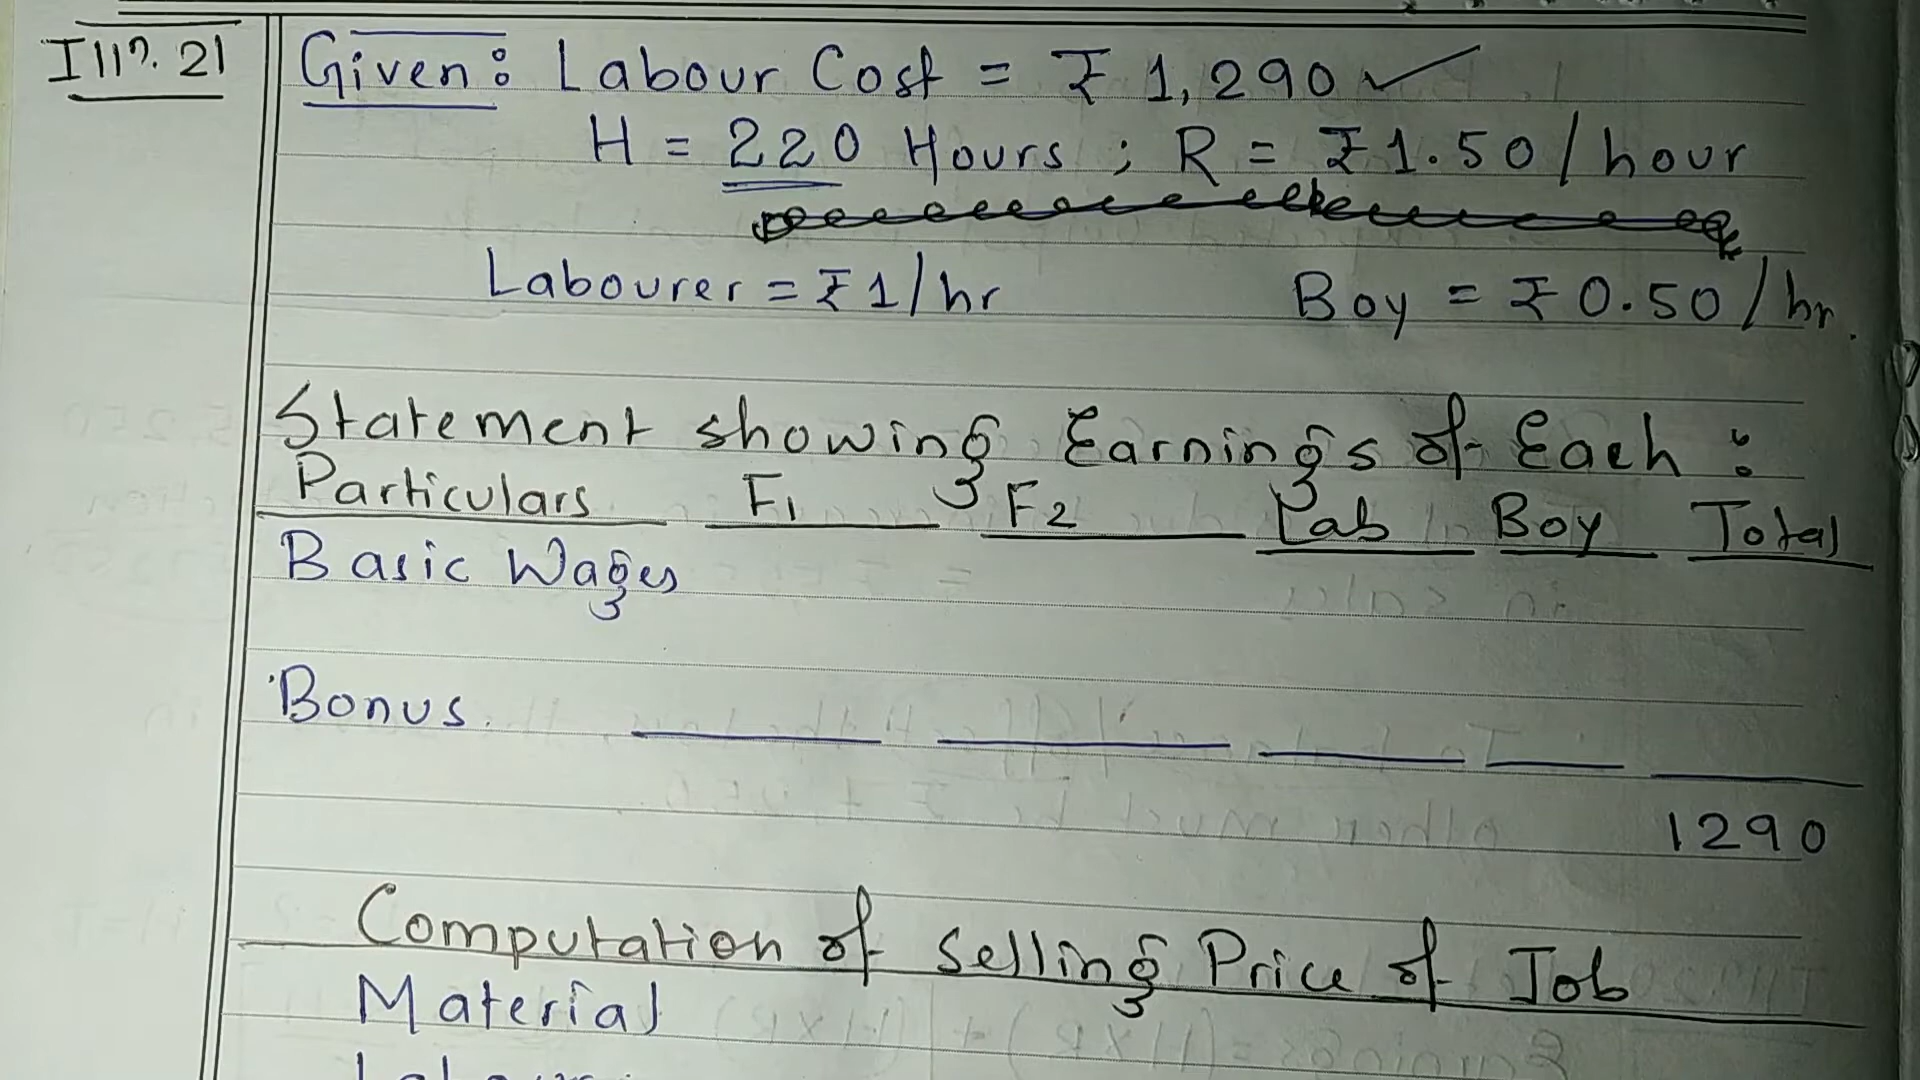 Illn. 21
Given: Labour Cost = ₹ 1,290 ✓
H = 220 Hours ; R = ₹1.50/hour
Labourer = ₹1/hr Boy = ₹0.50/hr.
Statement showing Earnings of Each :
Particulars F1 F2 Lab Boy Total
Basic Wages
Bonus.
1290
Computation of Selling Price of Job
Material